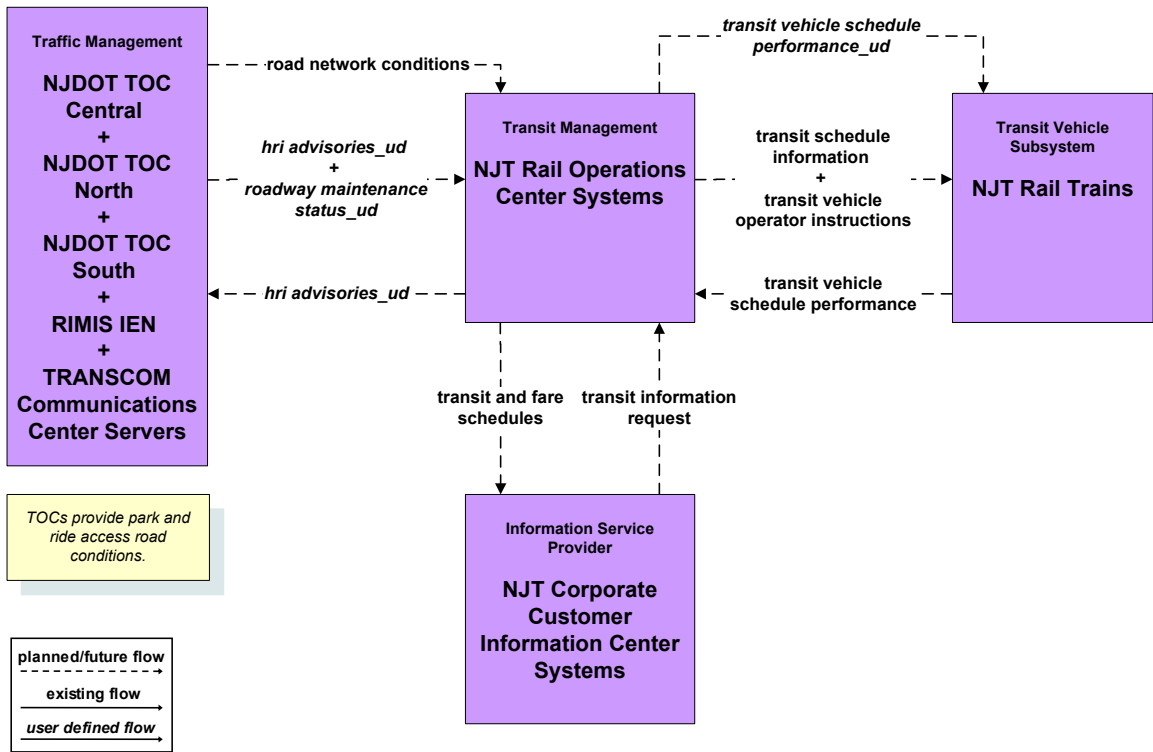 Traffic Management
NJDOT TOC
Central
+
NJDOT TOC
North
+
NJDOT TOC
South
+
RIMIS IEN
+
TRANSCOM
Communications
Center Servers
road network conditions
hri advisories_ud
+
roadway maintenance
status_ud
hri advisories_ud
Transit Management
NJT Rail Operations
Center Systems
transit vehicle schedule
performance_ud
transit schedule
information
+
transit vehicle
operator instructions
transit vehicle
schedule performance
Transit Vehicle
Subsystem
NJT Rail Trains
transit and fare
schedules
transit information
request
Information Service
Provider
NJT Corporate
Customer
Information Center
Systems
TOCs provide park and
ride access road
conditions.
planned/future flow
existing flow
user defined flow